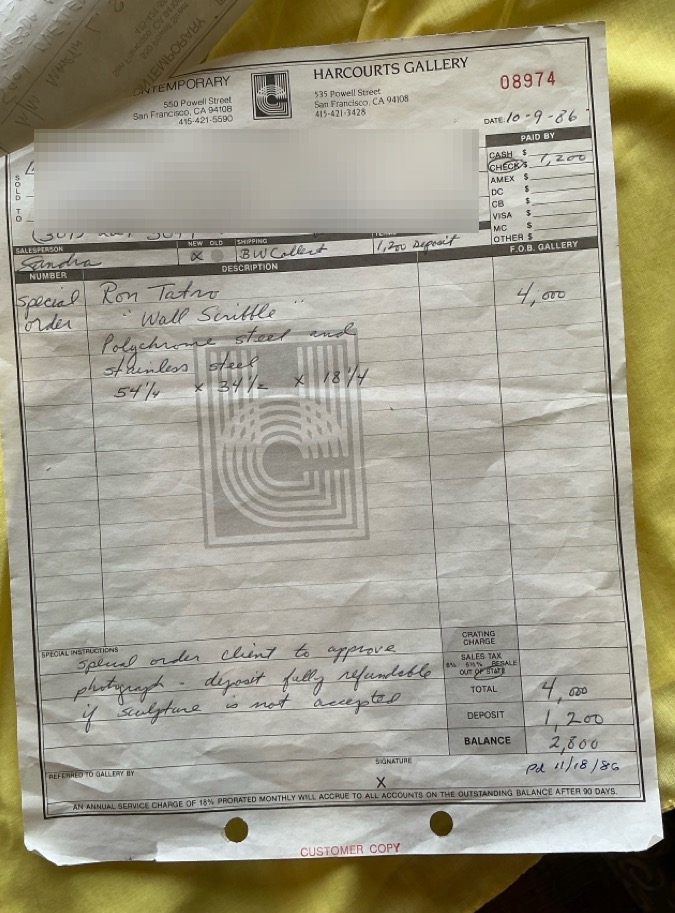 ONTEMPORARY
550 Powell Street
San Francisco, CA 94108
415-421-5590
HARCOURTS GALLERY
535 Powell Street
San Francisco, CA 94108
415-421-3428
08974
DATE: 10-9-86
SOLD TO
PAID BY
CASH $
CHECK $ 1,200
AMEX $
DC $
CB $
VISA $
MC $
OTHER $
SALESPERSON
Sandra
NEW OLD
X
SHIPPING
BW Collect
1,200 Deposit
F.O.B. GALLERY
NUMBER
DESCRIPTION
Special order
Ron Tatro
"Wall Scribble"
Polychrome steel and
stainless steel
54 1/4 x 34 1/2 x 18 1/4
4,000
SPECIAL INSTRUCTIONS
special order client to approve
photograph - deposit fully refundable
if sculpture is not accepted
CRATING CHARGE
SALES TAX
6% 6½% RESALE
OUT OF STATE
TOTAL 4,000
DEPOSIT 1,200
BALANCE 2,800
pd 11/18/86
REFERRED TO GALLERY BY
SIGNATURE
X
AN ANNUAL SERVICE CHARGE OF 18% PRORATED MONTHLY WILL ACCRUE TO ALL ACCOUNTS ON THE OUTSTANDING BALANCE AFTER 90 DAYS.
CUSTOMER COPY